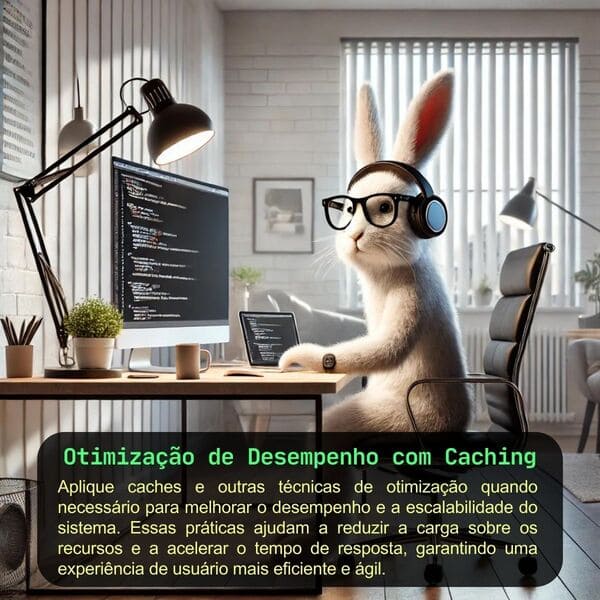 Otimização de Desempenho com Caching
Aplique caches e outras técnicas de otimização quando
necessário para melhorar o desempenho e a escalabilidade do
sistema. Essas práticas ajudam a reduzir a carga sobre os
recursos e a acelerar o tempo de resposta, garantindo uma
experiência de usuário mais eficiente e ágil.